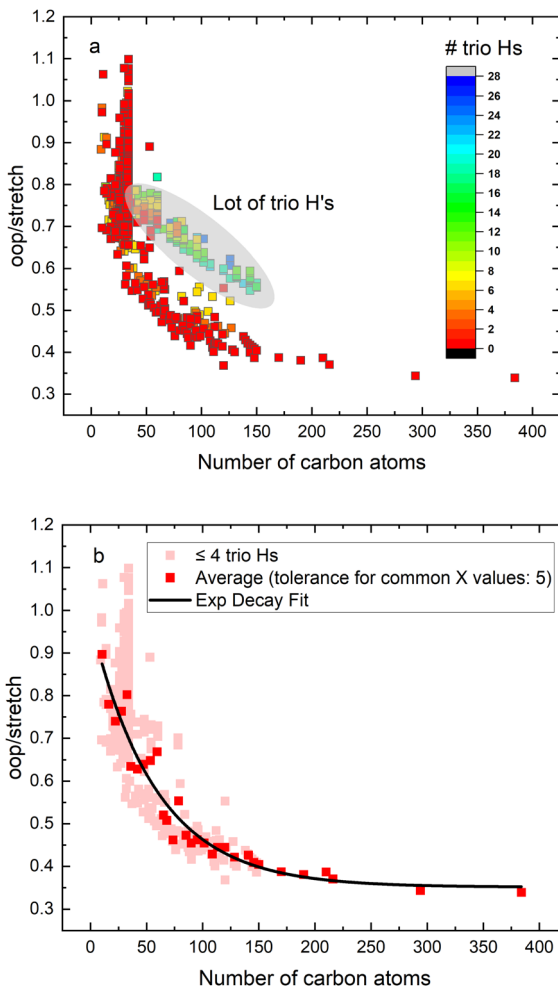 a
# trio Hs
1.2
1.1
1.0
0.9
0.8
0.7
0.6
0.5
0.4
0.3
oop/stretch
Lot of trio H's
28
26
24
22
20
18
16
14
12
10
8
6
4
2
0
0 50 100 150 200 250 300 350 400
Number of carbon atoms
b
≤ 4 trio Hs
Average (tolerance for common X values: 5)
Exp Decay Fit
1.2
1.1
1.0
0.9
0.8
0.7
0.6
0.5
0.4
0.3
oop/stretch
0 50 100 150 200 250 300 350 400
Number of carbon atoms